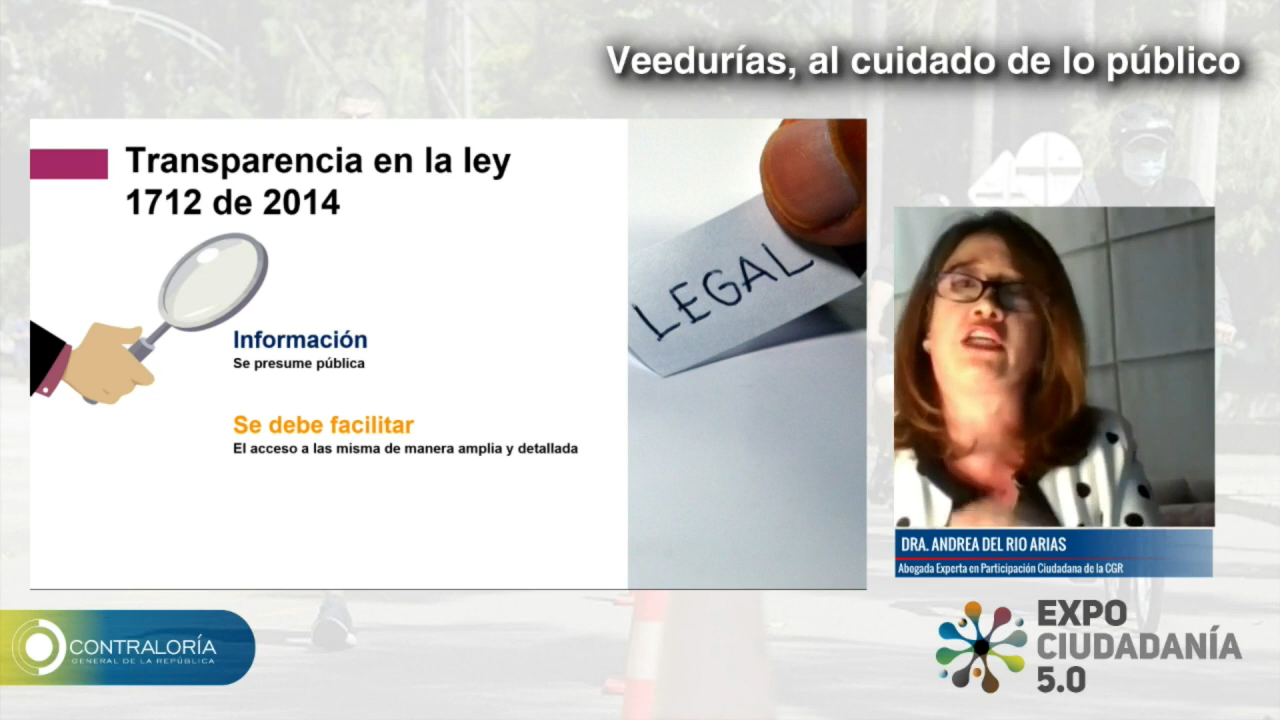 Veedurías, al cuidado de lo público
Transparencia en la ley
1712 de 2014
Información
Se presume pública
Se debe facilitar
El acceso a las misma de manera amplia y detallada
LEGAL
DRA. ANDREA DEL RIO ARIAS
Abogada Experta en Participación Ciudadana de la CGR
CONTRALORÍA
GENERAL DE LA REPÚBLICA
EXPO
CIUDADANÍA
5.0